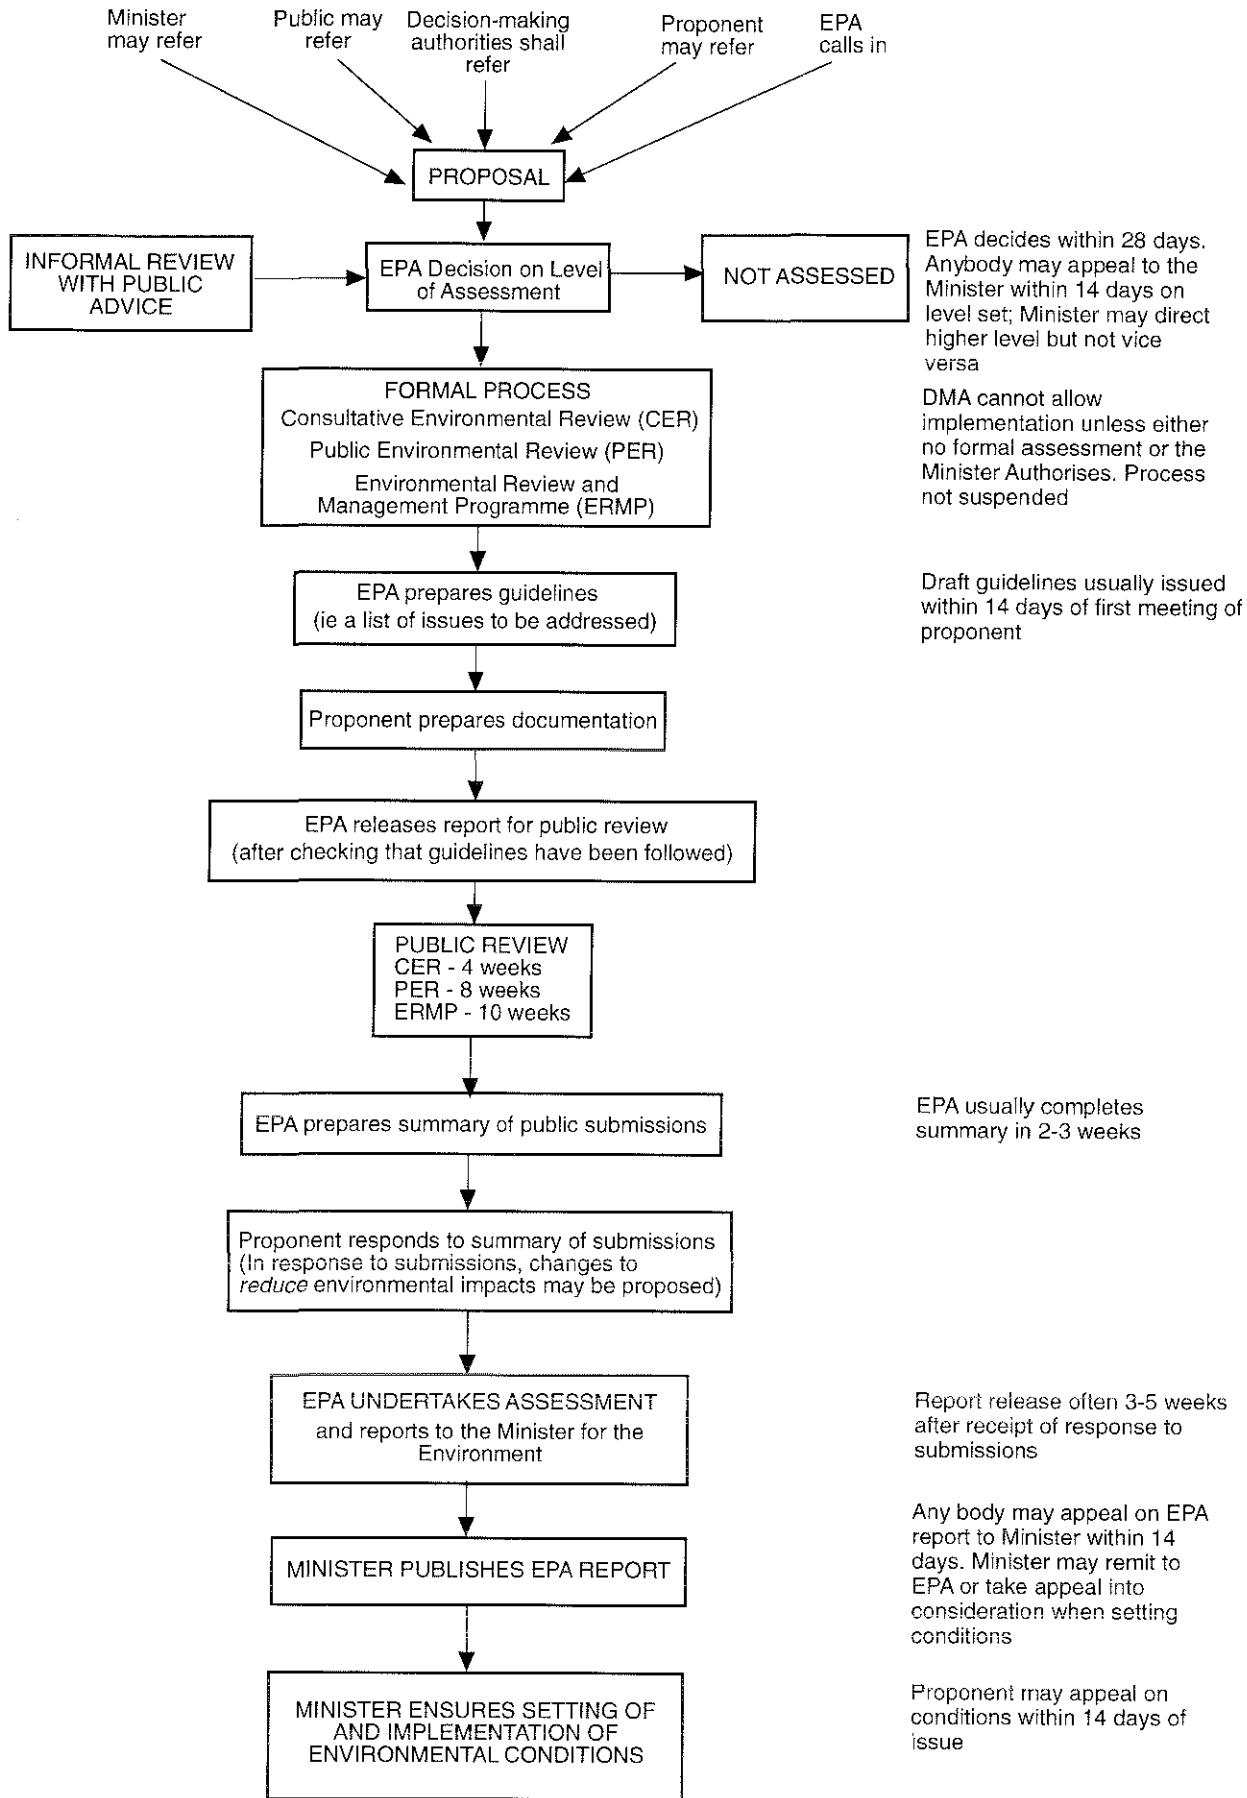 Minister
may refer
Public may
refer
Decision-making
authorities shall
refer
Proponent
may refer
EPA
calls in
PROPOSAL
INFORMAL REVIEW
WITH PUBLIC
ADVICE
EPA Decision on Level
of Assessment
NOT ASSESSED
EPA decides within 28 days.
Anybody may appeal to the
Minister within 14 days on
level set; Minister may direct
higher level but not vice
versa
FORMAL PROCESS
Consultative Environmental Review (CER)
Public Environmental Review (PER)
Environmental Review and
Management Programme (ERMP)
DMA cannot allow
implementation unless either
no formal assessment or the
Minister Authorises. Process
not suspended
EPA prepares guidelines
(ie a list of issues to be addressed)
Draft guidelines usually issued
within 14 days of first meeting of
proponent
Proponent prepares documentation
EPA releases report for public review
(after checking that guidelines have been followed)
PUBLIC REVIEW
CER - 4 weeks
PER - 8 weeks
ERMP - 10 weeks
EPA prepares summary of public submissions
EPA usually completes
summary in 2-3 weeks
Proponent responds to summary of submissions
(In response to submissions, changes to
reduce environmental impacts may be proposed)
EPA UNDERTAKES ASSESSMENT
and reports to the Minister for the
Environment
Report release often 3-5 weeks
after receipt of response to
submissions
MINISTER PUBLISHES EPA REPORT
Any body may appeal on EPA
report to Minister within 14
days. Minister may remit to
EPA or take appeal into
consideration when setting
conditions
MINISTER ENSURES SETTING OF
AND IMPLEMENTATION OF
ENVIRONMENTAL CONDITIONS
Proponent may appeal on
conditions within 14 days of
issue